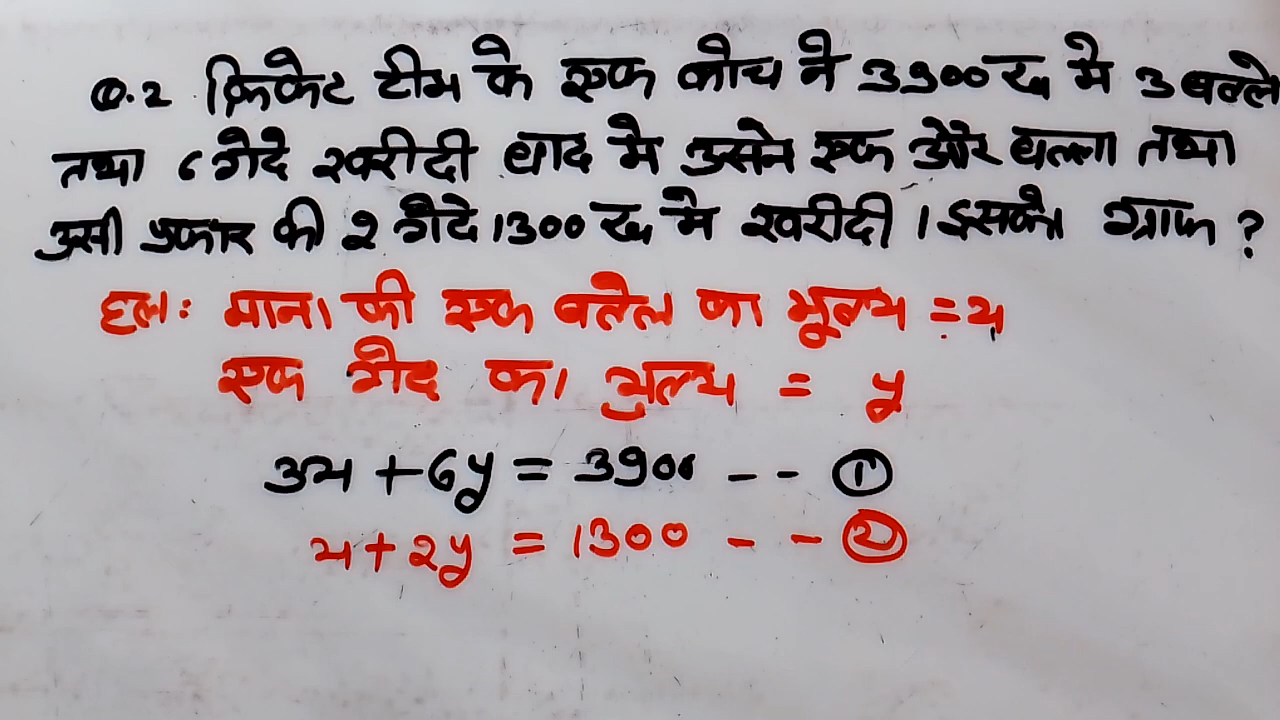 Q.2 क्रिकेट टीम के एक कोच ने 3900 रू मे 3 बल्ले
तथा 6 गेंदे खरीदी बाद मे उसने एक और बल्ला तथा
उसी प्रकार की 2 गेंदे 1300 रू मे खरीदी । इसको ग्राफ ?
हल: माना की एक बल्ले का मूल्य = x
एक गेंद का मुल्य = y
3x + 6y = 3900 - - ①
x + 2y = 1300 - - ②